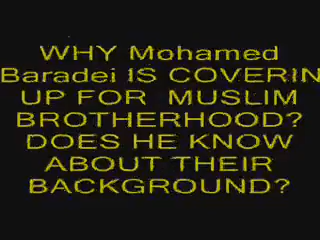 WHY Mohamed
Baradei IS COVERIN
UP FOR MUSLIM
BROTHERHOOD?
DOES HE KNOW
ABOUT THEIR
BACKGROUND?